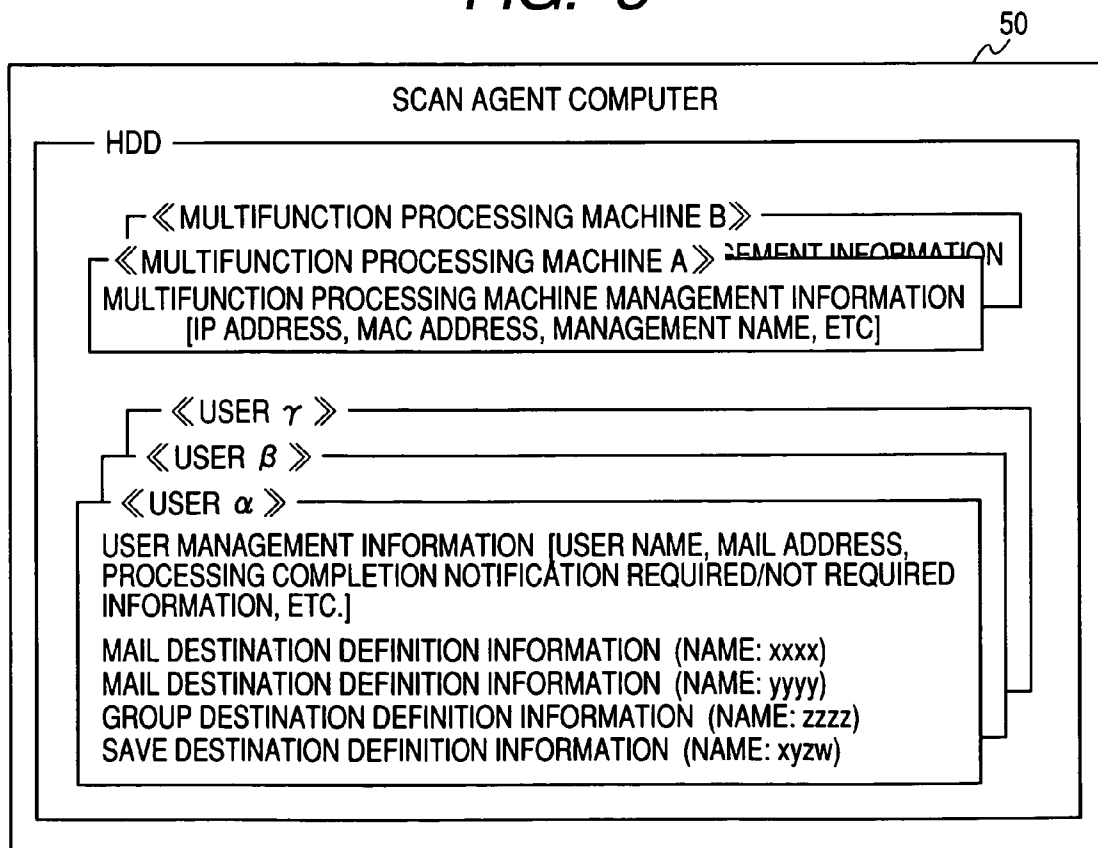 FIG.
50
SCAN AGENT COMPUTER
HDD
≪MULTIFUNCTION PROCESSING MACHINE B≫
INFORMATION
≪MULTIFUNCTION PROCESSING MACHINE A≫
MULTIFUNCTION PROCESSING MACHINE MANAGEMENT INFORMATION
[IP ADDRESS, MAC ADDRESS, MANAGEMENT NAME, ETC]
≪USER γ≫
≪USER β≫
≪USER α≫
USER MANAGEMENT INFORMATION [USER NAME, MAIL ADDRESS,
PROCESSING COMPLETION NOTIFICATION REQUIRED/NOT REQUIRED
INFORMATION, ETC.]
MAIL DESTINATION DEFINITION INFORMATION (NAME: xxxx)
MAIL DESTINATION DEFINITION INFORMATION (NAME: yyyy)
GROUP DESTINATION DEFINITION INFORMATION (NAME: zzzz)
SAVE DESTINATION DEFINITION INFORMATION (NAME: xyzw)